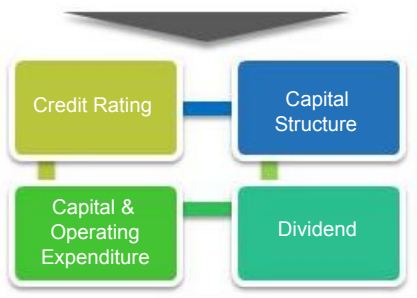 Credit Rating
Capital
Structure
Capital &
Operating
Expenditure
Dividend